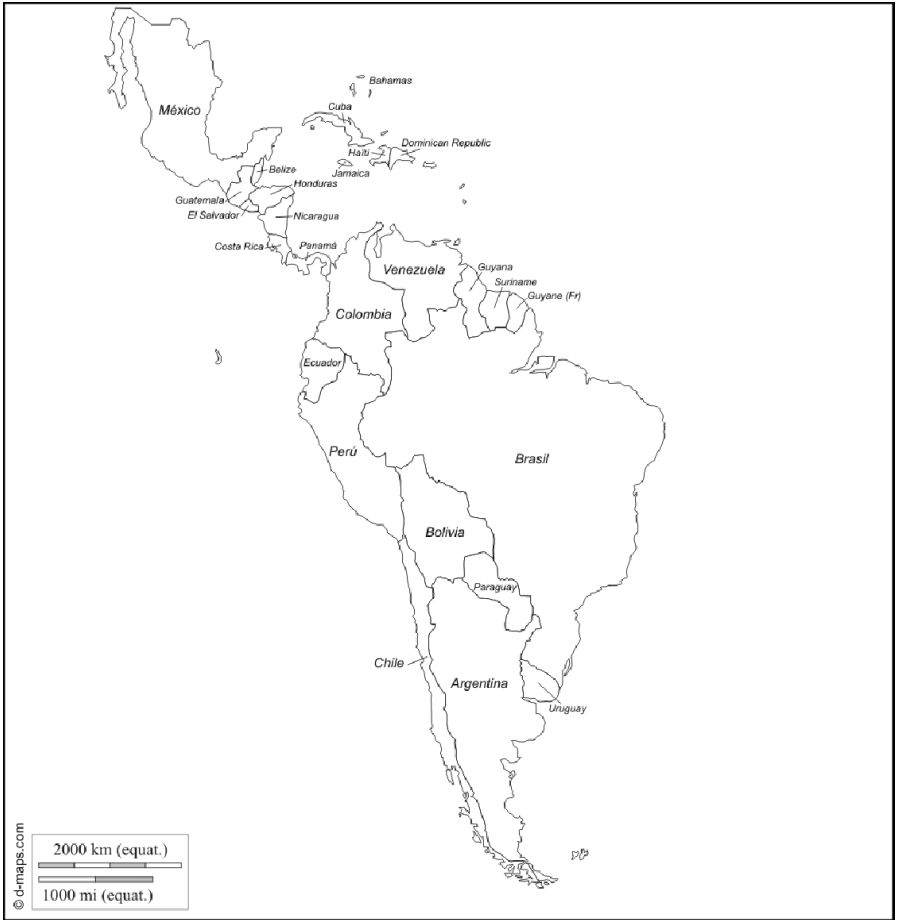 Bahamas
Cuba
México
Dominican Republic
Haïti
Jamaica
Belize
Honduras
Guatemala
El Salvador
Nicaragua
Costa Rica
Panamá
Venezuela
Guyana
Suriname
Guyane (Fr)
Colombia
Ecuador
Perú
Brasil
Bolivia
Paraguay
Chile
Argentina
Uruguay
2000 km (equat.)
1000 mi (equat.)
© d-maps.com